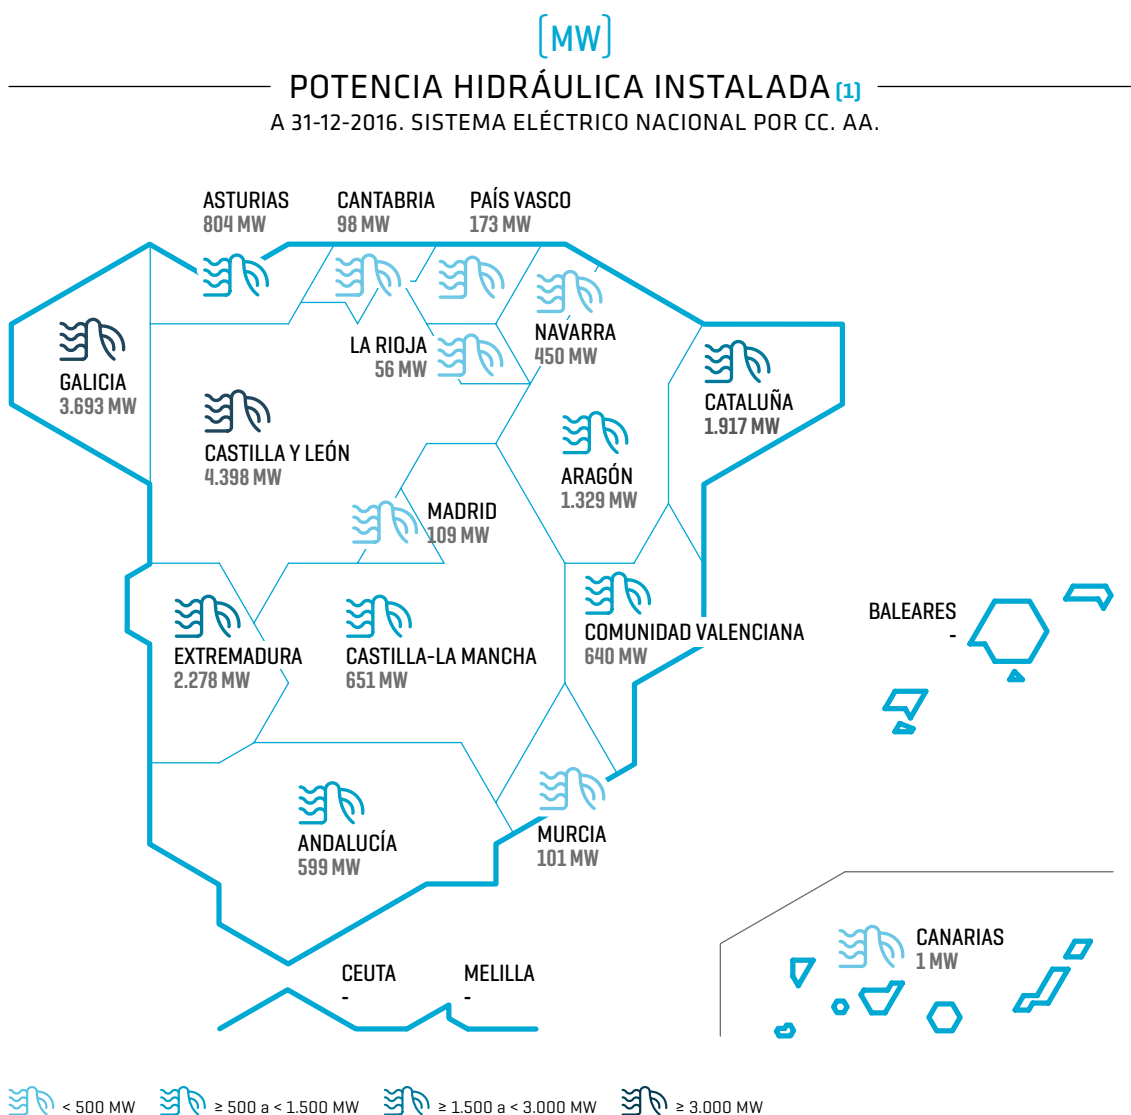 [MW]
POTENCIA HIDRÁULICA INSTALADA (1)
A 31-12-2016. SISTEMA ELÉCTRICO NACIONAL POR CC. AA.
ASTURIAS
804 MW
CANTABRIA
98 MW
PAÍS VASCO
173 MW
GALICIA
3.693 MW
LA RIOJA
56 MW
NAVARRA
450 MW
CATALUÑA
1.917 MW
CASTILLA Y LEÓN
4.398 MW
ARAGÓN
1.329 MW
MADRID
109 MW
EXTREMADURA
2.278 MW
CASTILLA-LA MANCHA
651 MW
COMUNIDAD VALENCIANA
640 MW
BALEARES
-
ANDALUCÍA
599 MW
MURCIA
101 MW
CANARIAS
1 MW
CEUTA
-
MELILLA
-
< 500 MW
≥ 500 a < 1.500 MW
≥ 1.500 a < 3.000 MW
≥ 3.000 MW